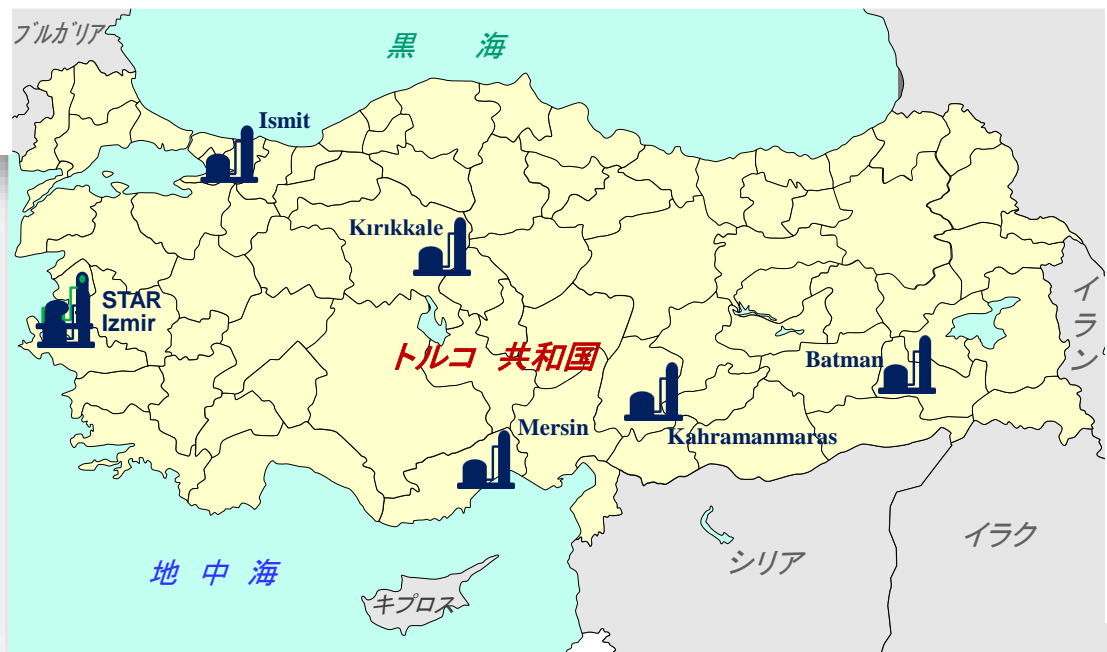 ブルガリア
黒 海
Ismit
Kırıkkale
STAR
Izmir
イラン
トルコ 共和国
Batman
Mersin
Kahramanmaras
イラク
シリア
地 中 海
キプロス